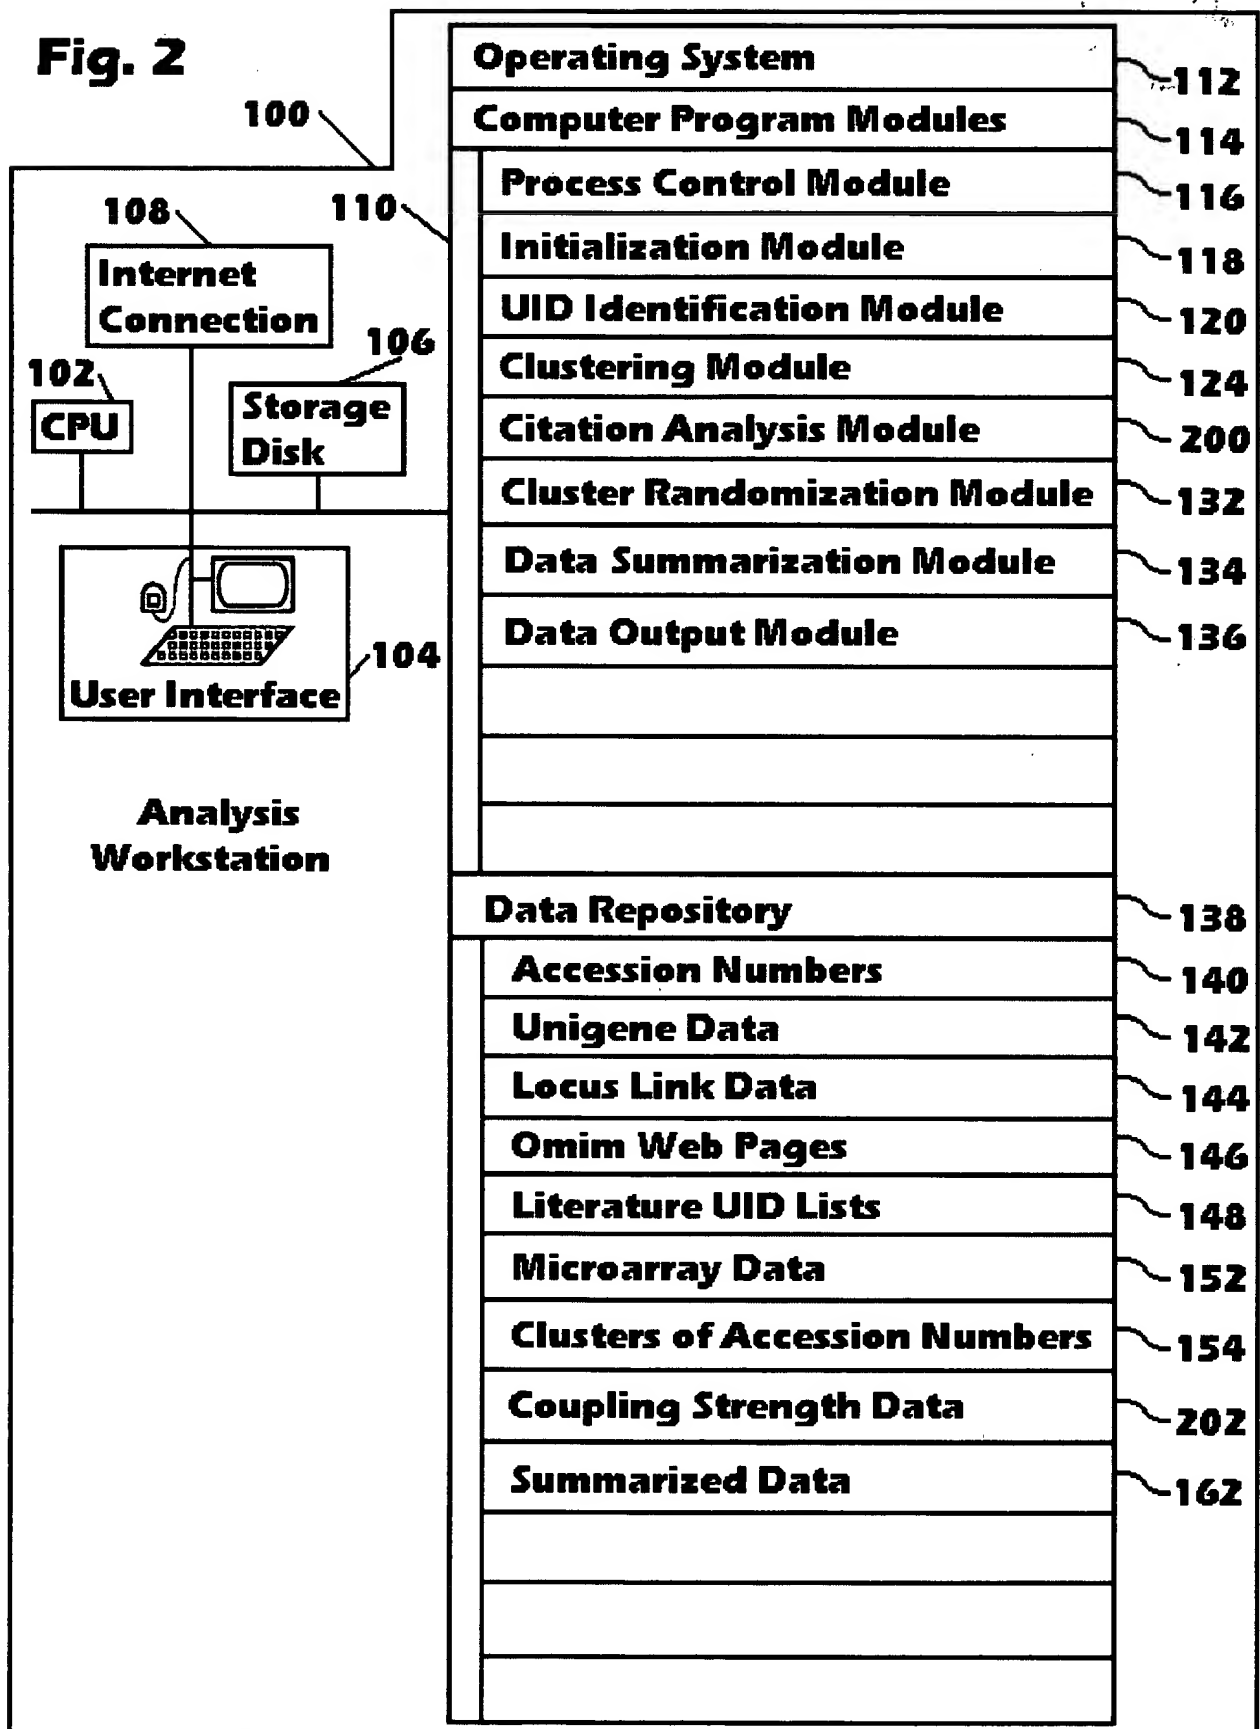 Fig. 2
100
108
110
Internet
Connection
102
CPU
106
Storage
Disk
User Interface
104
Analysis
Workstation
Operating System 112
Computer Program Modules 114
Process Control Module 116
Initialization Module 118
UID Identification Module 120
Clustering Module 124
Citation Analysis Module 200
Cluster Randomization Module 132
Data Summarization Module 134
Data Output Module 136
Data Repository 138
Accession Numbers 140
Unigene Data 142
Locus Link Data 144
Omim Web Pages 146
Literature UID Lists 148
Microarray Data 152
Clusters of Accession Numbers 154
Coupling Strength Data 202
Summarized Data 162